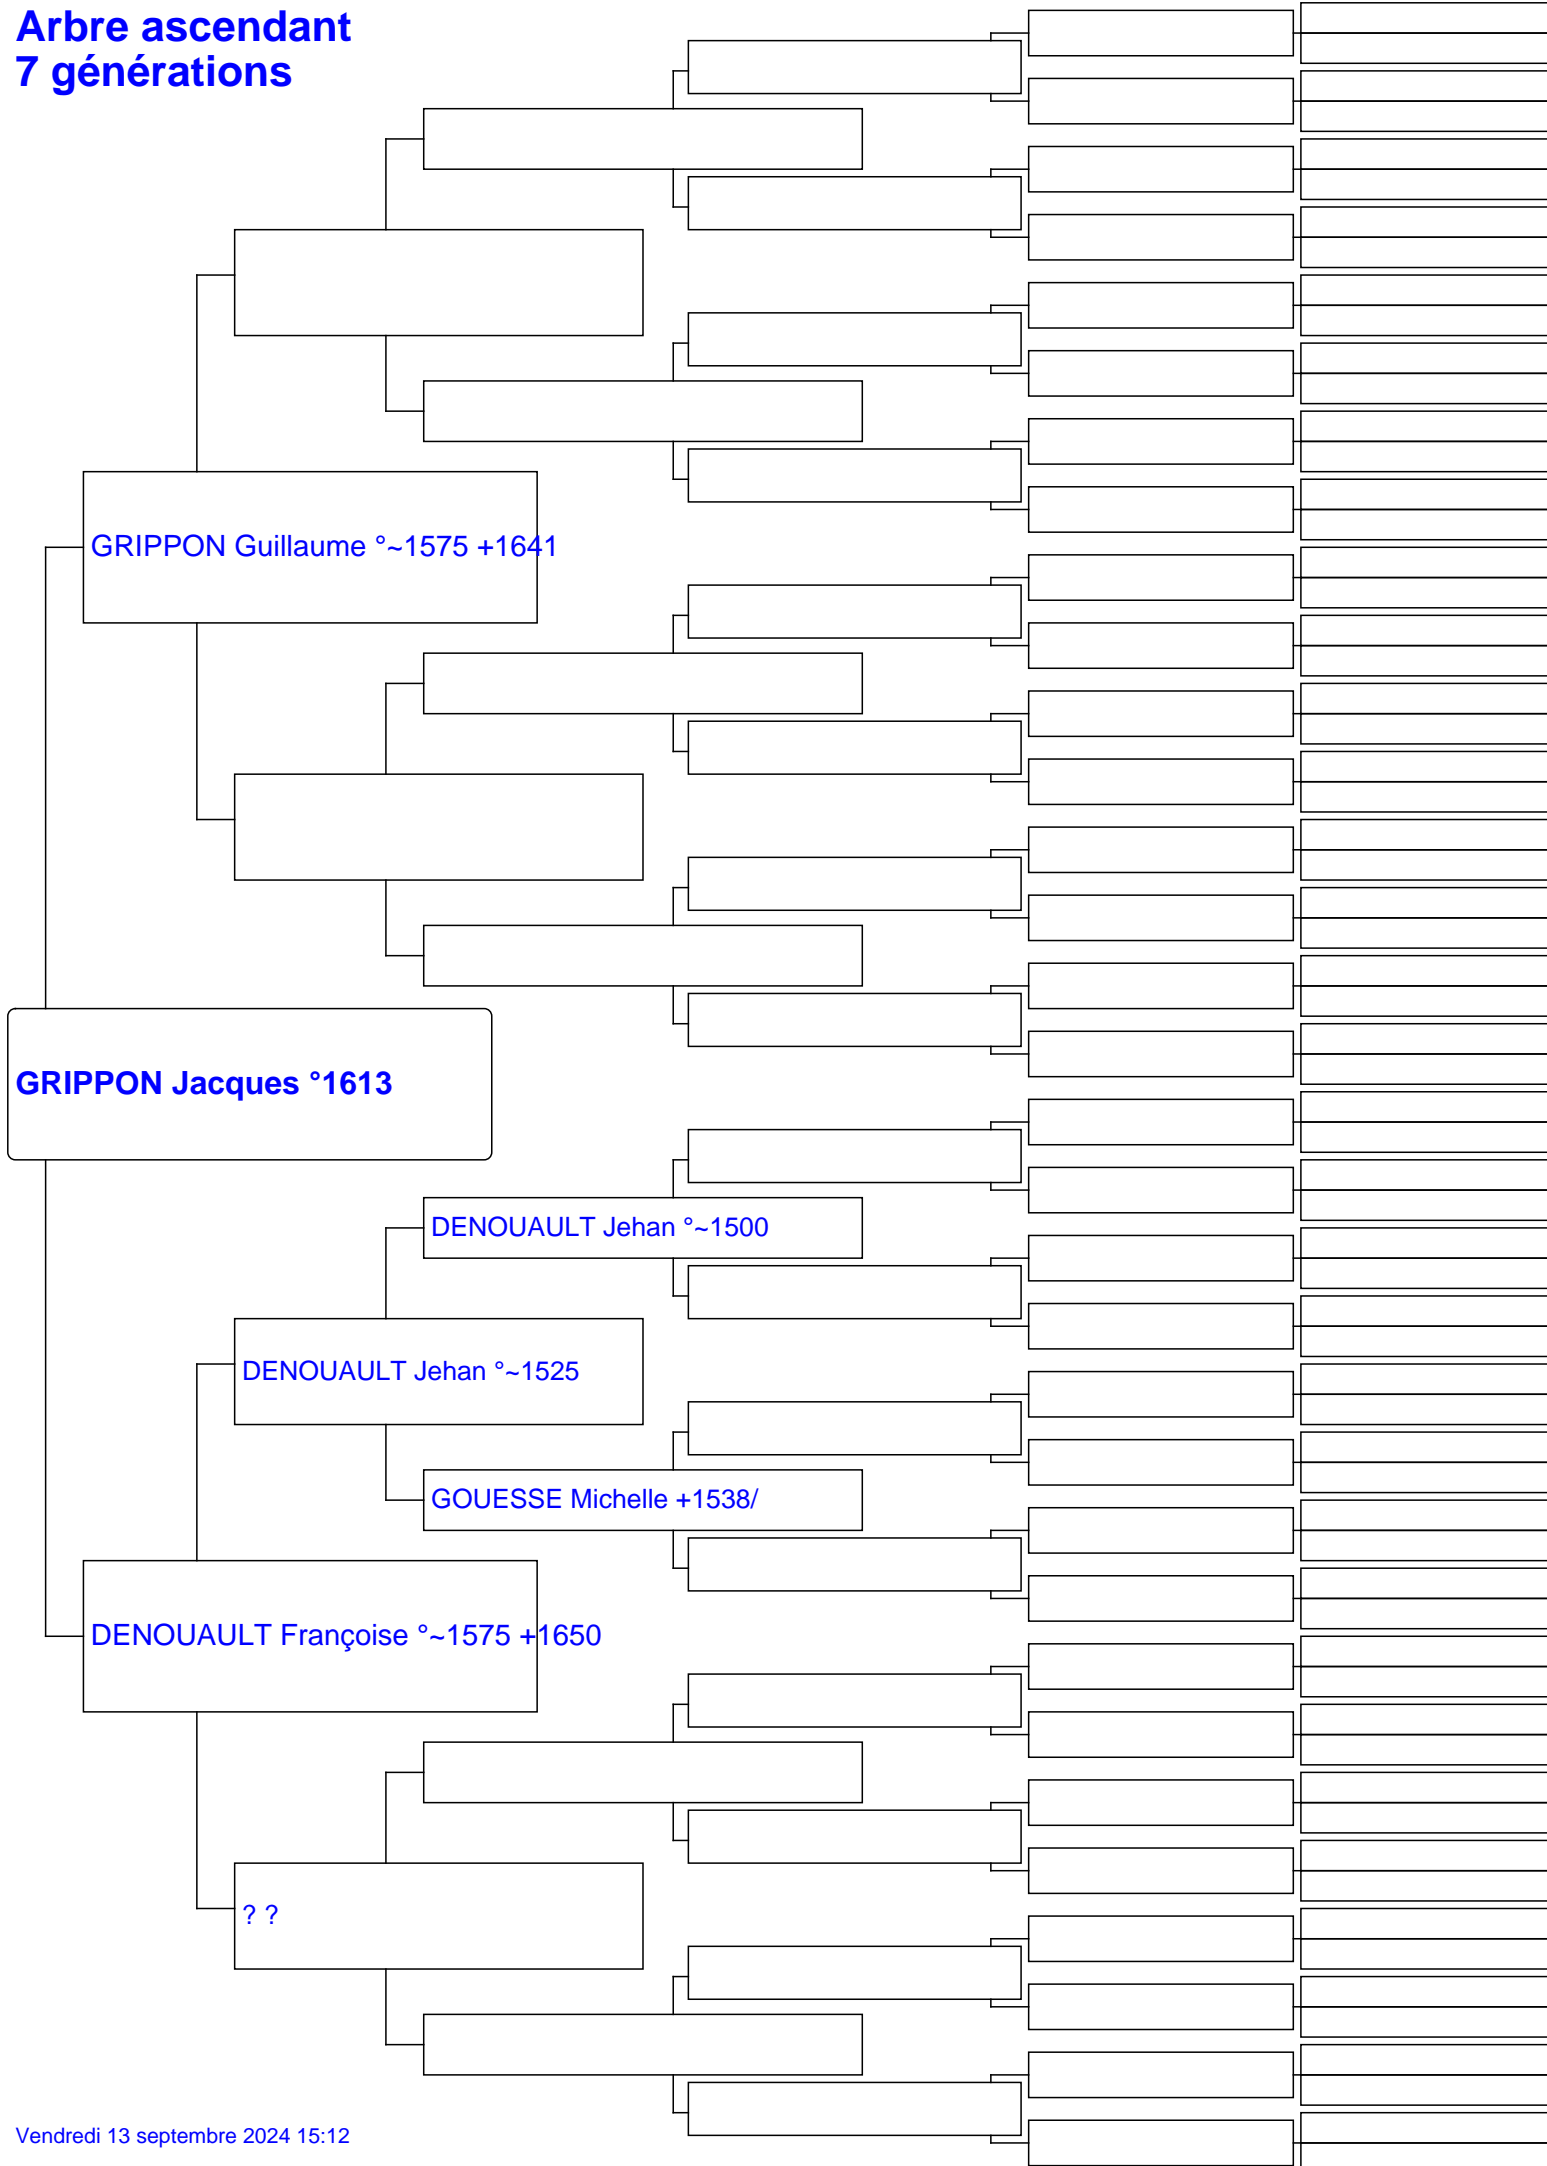 Arbre ascendant
7 générations
GRIPPON Guillaume °~1575 +1641
GRIPPON Jacques °1613
DENOUAULT Jehan °~1500
DENOUAULT Jehan °~1525
GOUESSE Michelle +1538/
DENOUAULT Françoise °~1575 +1650
? ?
Vendredi 13 septembre 2024 15:12